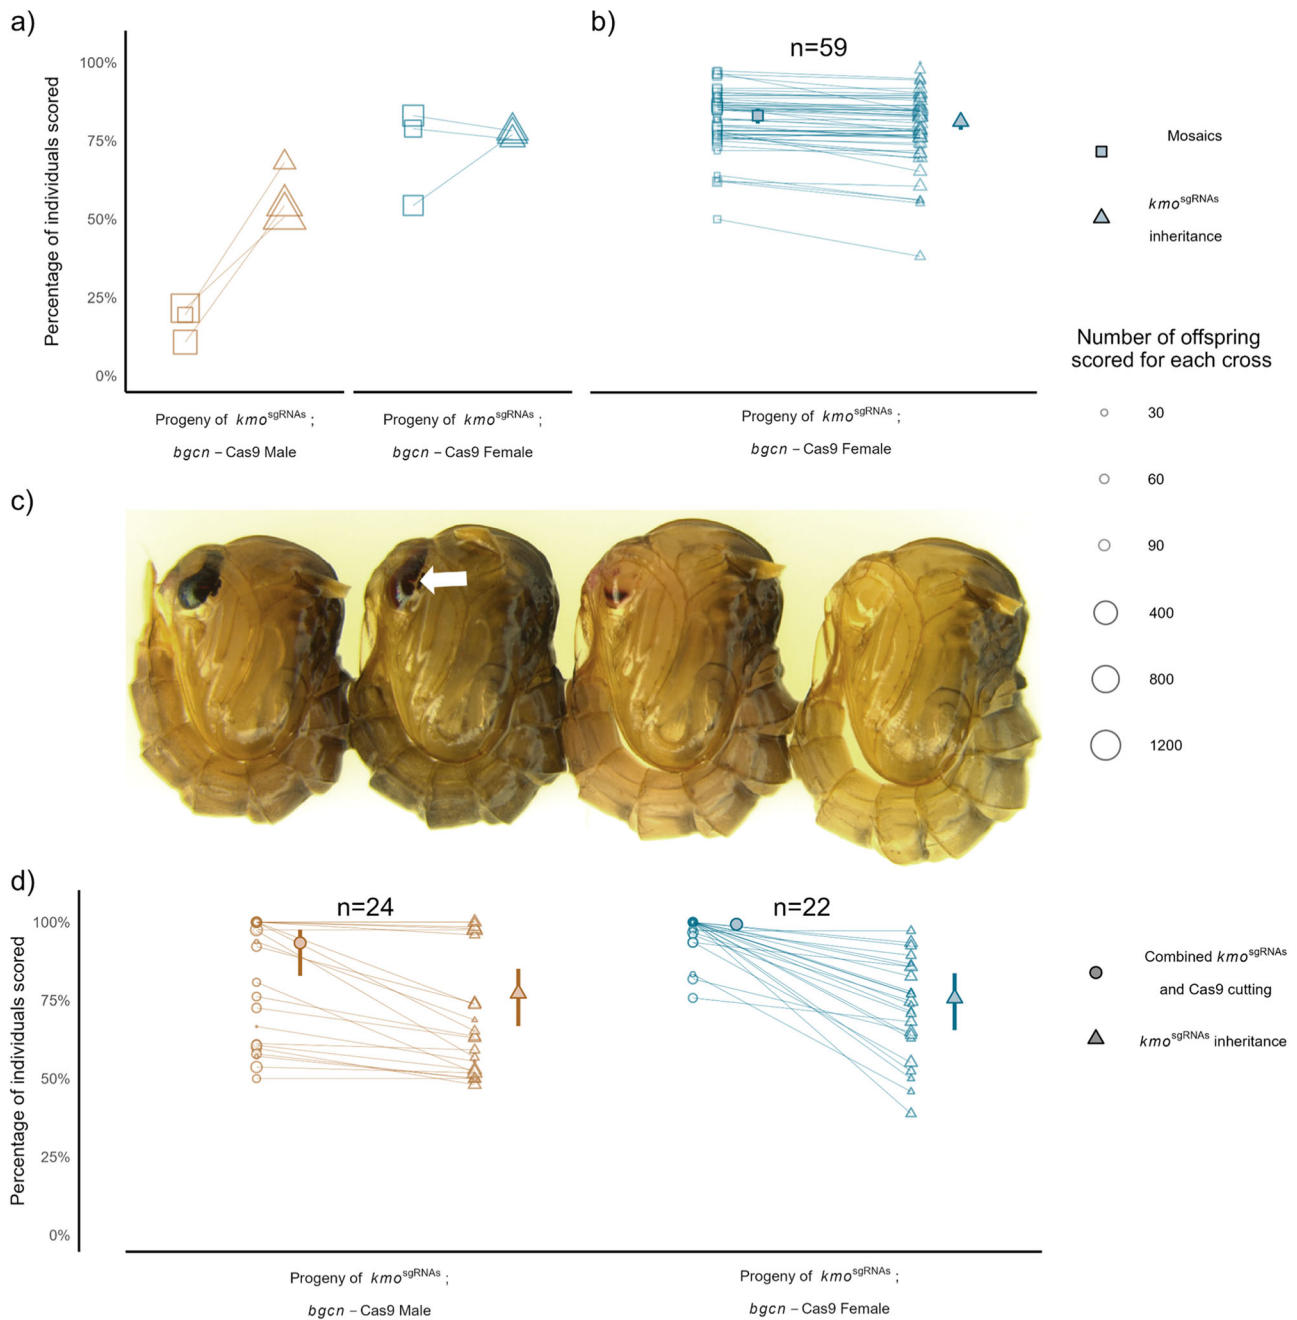 a)
Percentage of individuals scored
100%
75%
50%
25%
0%
Progeny of kmo^sgRNAs ;
bgcn – Cas9 Male
Progeny of kmo^sgRNAs ;
bgcn – Cas9 Female
b)
n=59
Progeny of kmo^sgRNAs ;
bgcn – Cas9 Female
Mosaics
kmo^sgRNAs
inheritance
Number of offspring
scored for each cross
30
60
90
400
800
1200
c)
d)
Percentage of individuals scored
100%
75%
50%
25%
0%
n=24
n=22
Progeny of kmo^sgRNAs ;
bgcn – Cas9 Male
Progeny of kmo^sgRNAs ;
bgcn – Cas9 Female
Combined kmo^sgRNAs
and Cas9 cutting
kmo^sgRNAs inheritance